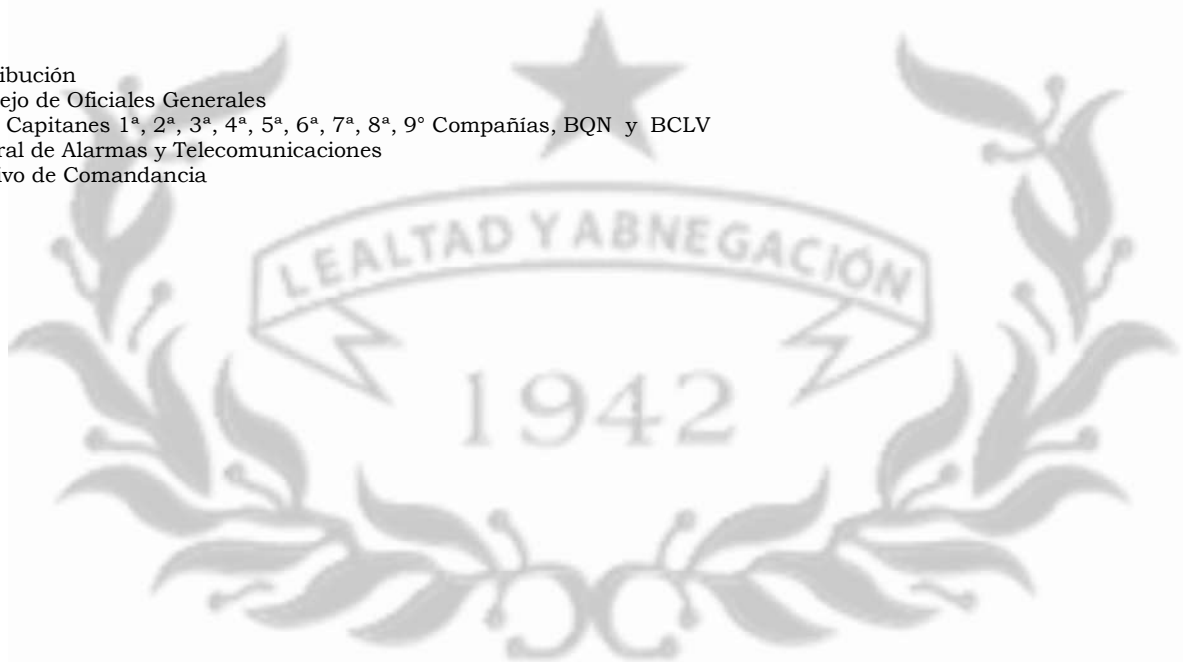 ibución
ejo de Oficiales Generales
Capitanes 1ª, 2ª, 3ª, 4ª, 5ª, 6ª, 7ª, 8ª, 9° Compañías, BQN y BCLV
ral de Alarmas y Telecomunicaciones
ivo de Comandancia
LEALTAD Y ABNEGACIÓN
1942